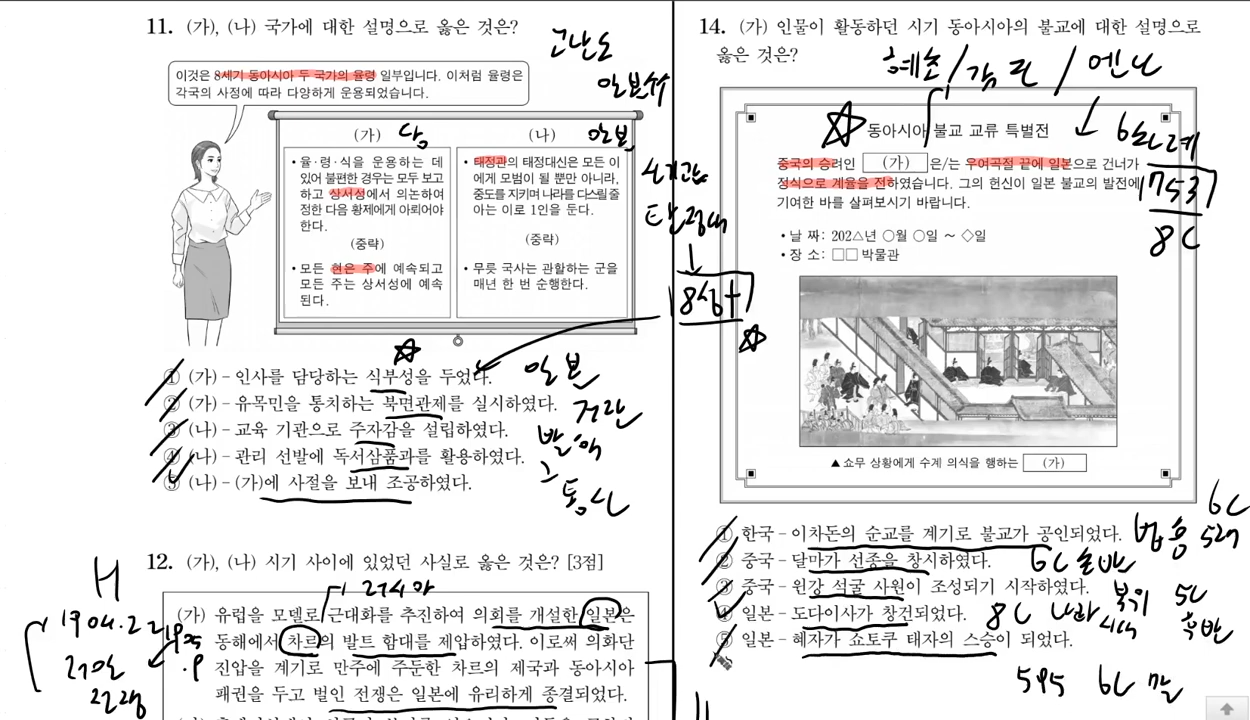 11. (가), (나) 국가에 대한 설명으로 옳은 것은?
고난도
이것은 8세기 동아시아 두 국가의 율령 일부입니다. 이처럼 율령은
각국의 사정에 따라 다양하게 운용되었습니다.
(가) 당
• 율·령·식을 운용하는 데
있어 불편한 경우는 모두 보고
하고 상서성에서 의논하여
정한 다음 황제에게 아뢰어야
한다.
(중략)
• 모든 현은 주에 예속되고
모든 주는 상서성에 예속
된다.
(나) 일본
• 태정관의 태정대신은 모든 이
에게 모범이 될 뿐만 아니라,
중도를 지키며 나라를 다스릴 줄
아는 이로 1인을 둔다.
(중략)
• 무릇 국사는 관할하는 군을
매년 한 번 순행한다.
신기관
태정관
8성
① (가) – 인사를 담당하는 식부성을 두었다. 일본
② (가) – 유목민을 통치하는 북면관제를 실시하였다. 거란
③ (나) – 교육 기관으로 주자감을 설립하였다. 발해
④ (나) – 관리 선발에 독서삼품과를 활용하였다. 통신
⑤ (나) – (가)에 사절을 보내 조공하였다.
12. (가), (나) 시기 사이에 있었던 사실로 옳은 것은? [3점]
러시아
(가) 유럽을 모델로 근대화를 추진하여 의회를 개설한 일본은
동해에서 차르의 발트 함대를 제압하였다. 이로써 의화단
진압을 계기로 만주에 주둔한 차르의 제국과 동아시아
패권을 두고 벌인 전쟁은 일본에 유리하게 종결되었다.
H
1904.2
러일
전쟁
14. (가) 인물이 활동하던 시기 동아시아의 불교에 대한 설명으로
옳은 것은?
혜초 / 감진 / 엔닌
동아시아 불교 교류 특별전
중국의 승려인 (가) 은/는 우여곡절 끝에 일본으로 건너가
정식으로 계율을 전하였습니다. 그의 헌신이 일본 불교의 발전에
기여한 바를 살펴보시기 바랍니다.
753
8C
• 날 짜: 202△년 ○월 ○일 ~ ◇일
• 장 소: □□ 박물관
▲ 쇼무 상황에게 수계 의식을 행하는 (가)
① 한국 – 이차돈의 순교를 계기로 불교가 공인되었다. 법흥 527 6C
② 중국 – 달마가 선종을 창시하였다. 6C 초반
③ 중국 – 윈강 석굴 사원이 조성되기 시작하였다. 북위 5C 후반
④ 일본 – 도다이사가 창건되었다. 8C 나라 시대
⑤ 일본 – 혜자가 쇼토쿠 태자의 스승이 되었다.
595 6C 말